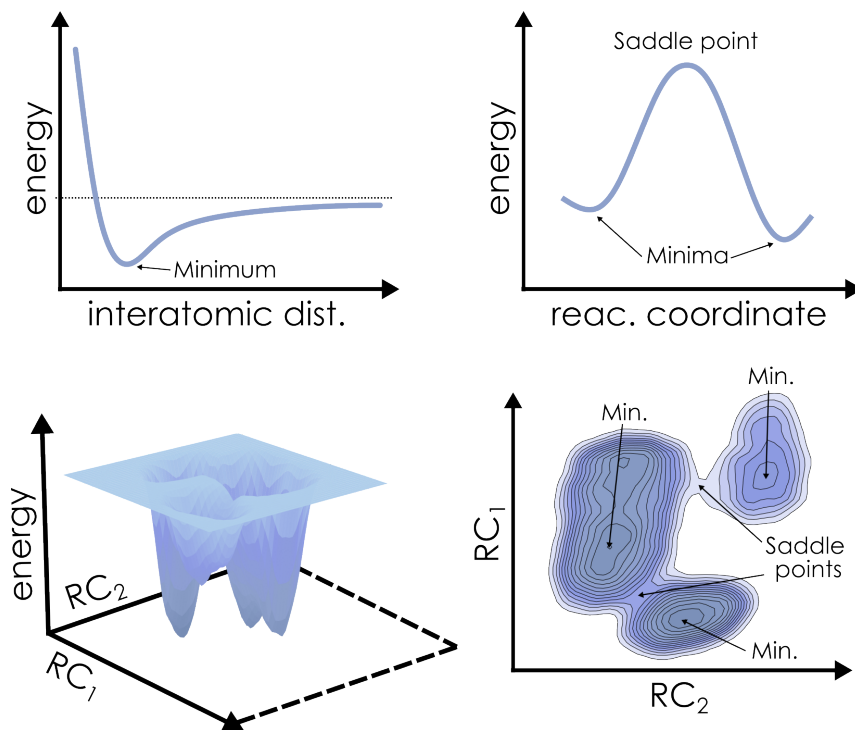 energy
Minimum
interatomic dist.
Saddle point
energy
Minima
reac. coordinate
energy
RC2
RC1
Min.
Min.
RC1
Saddle
points
Min.
RC2